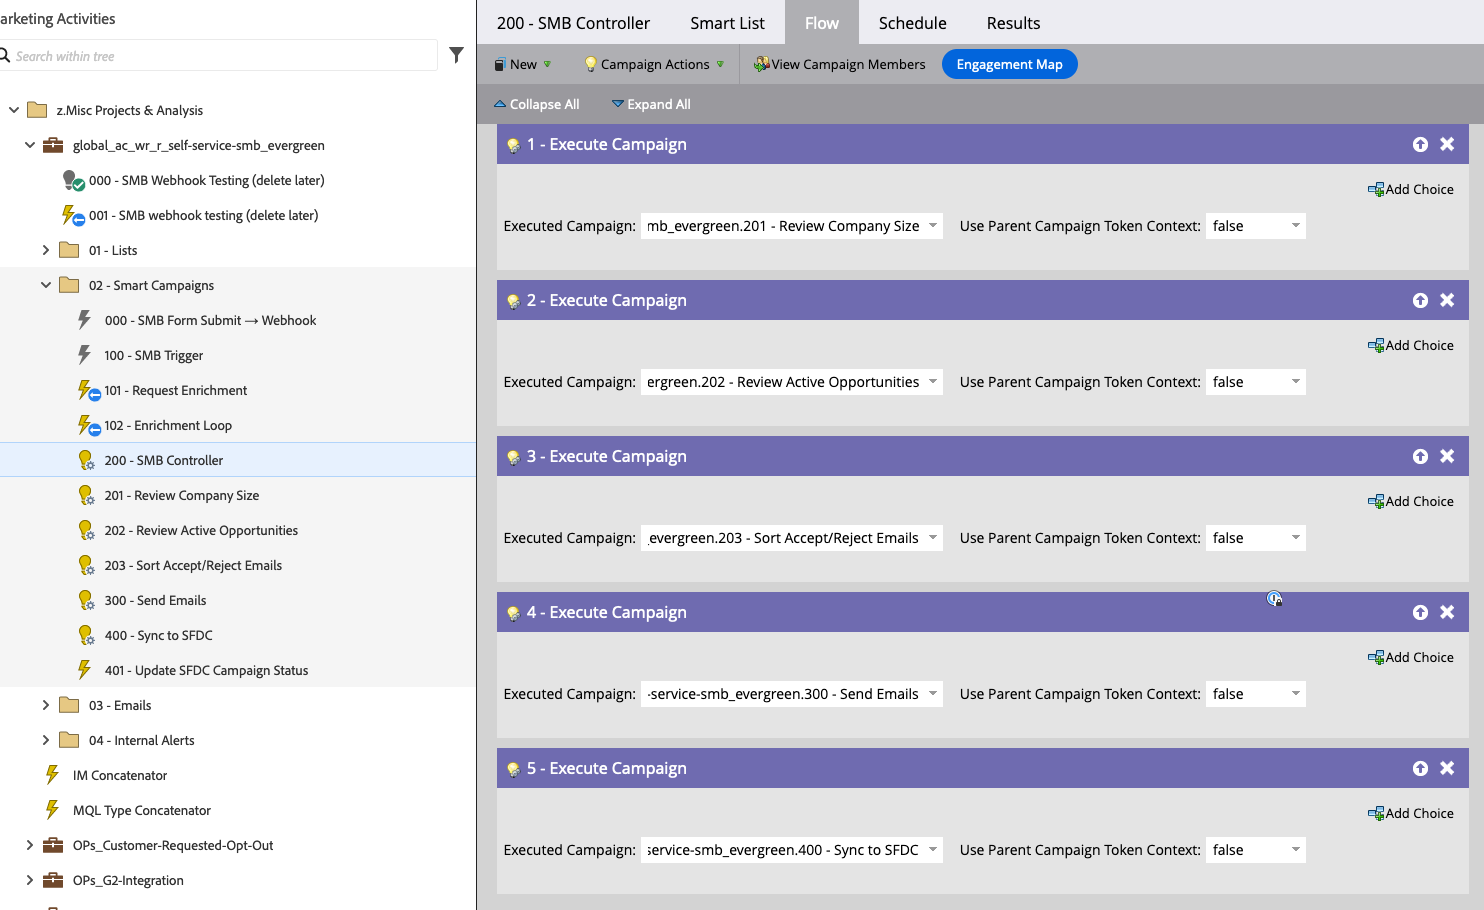 arketing Activities
Search within tree
z.Misc Projects & Analysis
global_ac_wr_r_self-service-smb_evergreen
000 - SMB Webhook Testing (delete later)
001 - SMB webhook testing (delete later)
01 - Lists
02 - Smart Campaigns
000 - SMB Form Submit → Webhook
100 - SMB Trigger
101 - Request Enrichment
102 - Enrichment Loop
200 - SMB Controller
201 - Review Company Size
202 - Review Active Opportunities
203 - Sort Accept/Reject Emails
300 - Send Emails
400 - Sync to SFDC
401 - Update SFDC Campaign Status
03 - Emails
04 - Internal Alerts
IM Concatenator
MQL Type Concatenator
OPs_Customer-Requested-Opt-Out
OPs_G2-Integration
200 - SMB Controller Smart List Flow Schedule Results
New Campaign Actions View Campaign Members Engagement Map
Collapse All Expand All
1 - Execute Campaign
Add Choice
Executed Campaign: mb_evergreen.201 - Review Company Size Use Parent Campaign Token Context: false
2 - Execute Campaign
Add Choice
Executed Campaign: ergreen.202 - Review Active Opportunities Use Parent Campaign Token Context: false
3 - Execute Campaign
Add Choice
Executed Campaign: _evergreen.203 - Sort Accept/Reject Emails Use Parent Campaign Token Context: false
4 - Execute Campaign
Add Choice
Executed Campaign: -service-smb_evergreen.300 - Send Emails Use Parent Campaign Token Context: false
5 - Execute Campaign
Add Choice
Executed Campaign: service-smb_evergreen.400 - Sync to SFDC Use Parent Campaign Token Context: false